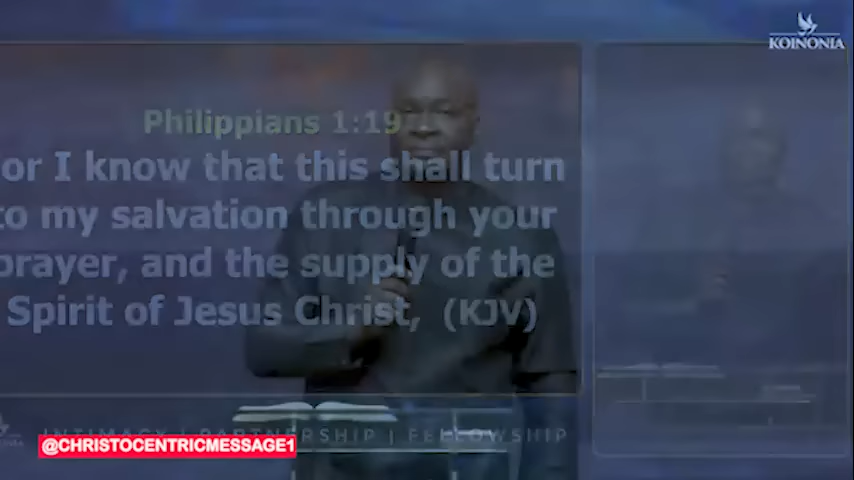 KOINONIA
Philippians 1:19
or I know that this shall turn
to my salvation through your
prayer, and the supply of the
Spirit of Jesus Christ, (KJV)
INTIMACY | PARTNERSHIP | FELLOWSHIP
@CHRISTOCENTRICMESSAGE1